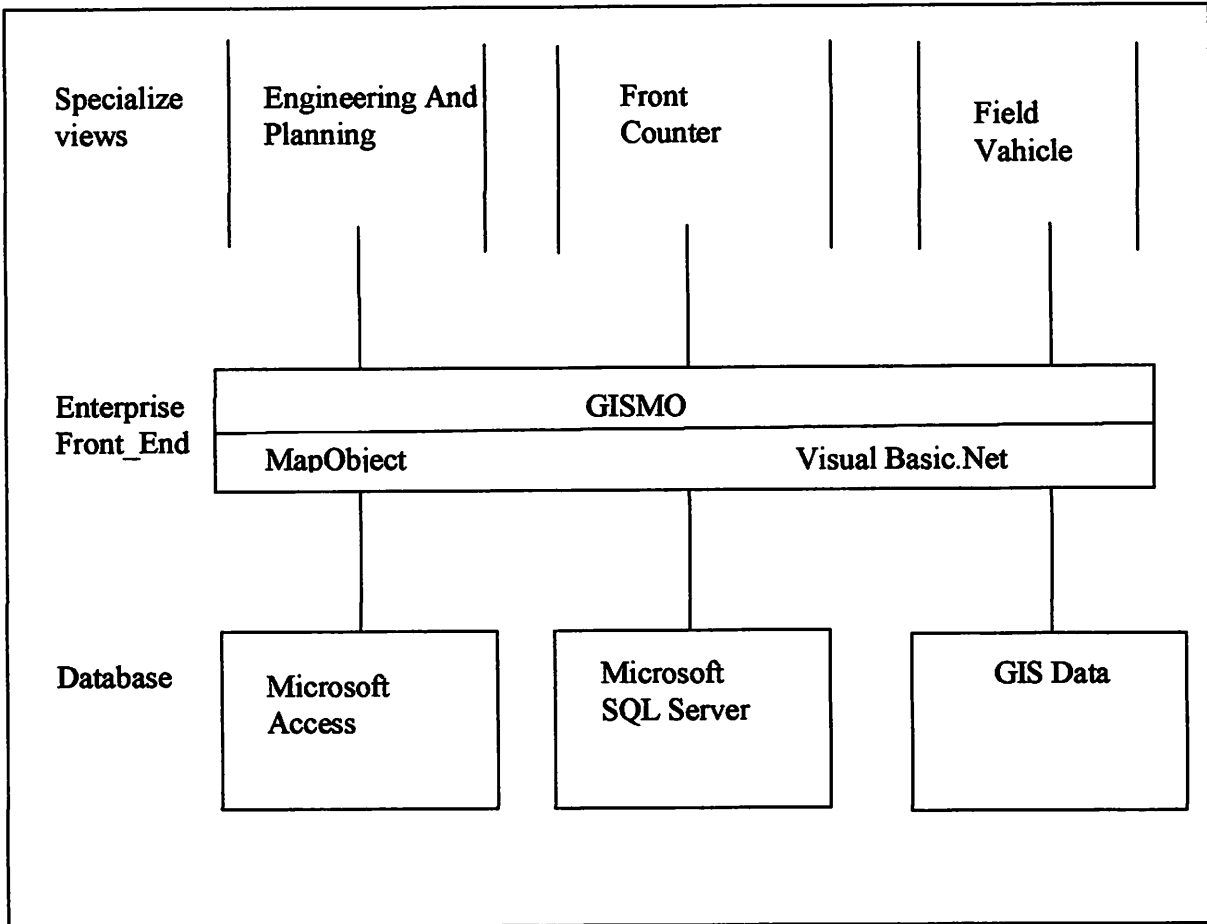 Specialize
views
Engineering And
Planning
Front
Counter
Field
Vahicle
Enterprise
Front_End
GISMO
MapObject
Visual Basic.Net
Database
Microsoft
Access
Microsoft
SQL Server
GIS Data